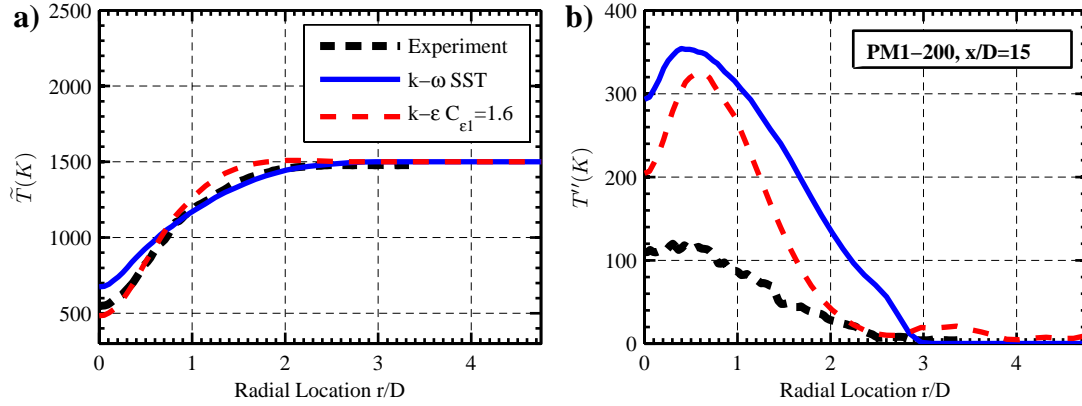 a)
2500
2000
1500
1000
500
0
1
2
3
4
T̃(K)
Radial Location r/D
Experiment
k−ω SST
k−ε C_ε1=1.6
b)
400
300
200
100
0
0
1
2
3
4
T''(K)
Radial Location r/D
PM1−200, x/D=15